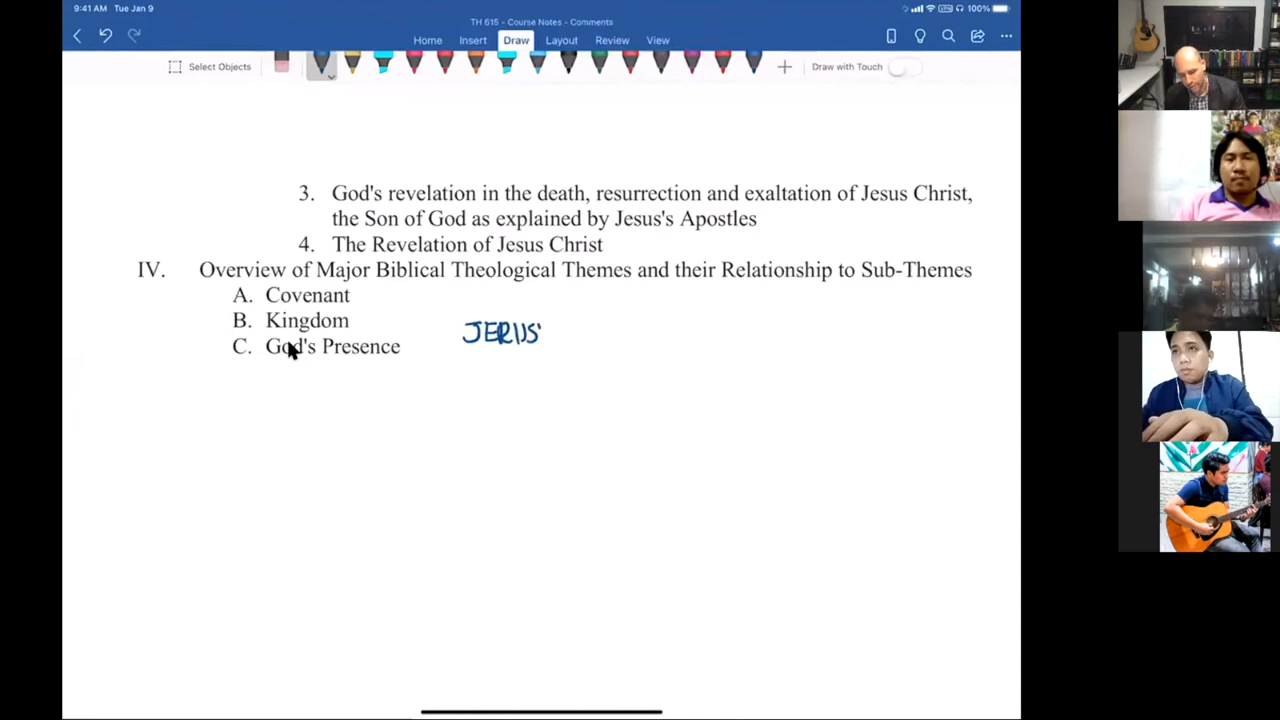 9:41 AM Tue Jan 9
100%
TH 615 - Course Notes - Comments
Home Insert Draw Layout Review View
Select Objects
Draw with Touch
3. God's revelation in the death, resurrection and exaltation of Jesus Christ,
the Son of God as explained by Jesus's Apostles
4. The Revelation of Jesus Christ
IV. Overview of Major Biblical Theological Themes and their Relationship to Sub-Themes
A. Covenant
B. Kingdom
C. God's Presence
JERUS